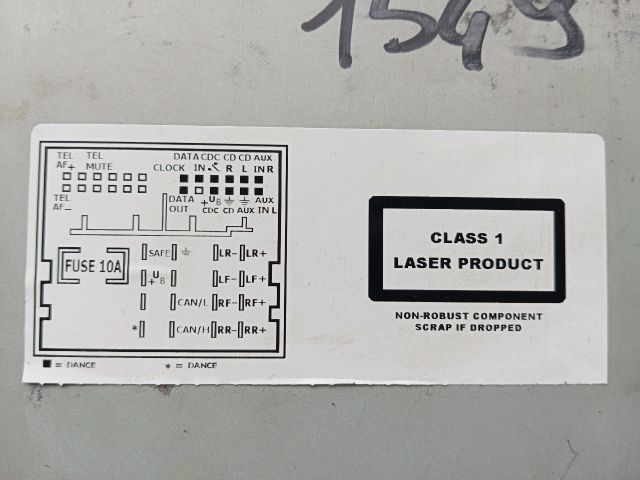 1549
TEL TEL DATA CDC CD CD AUX
AF+ MUTE CLOCK IN R L IN R
TEL DATA +UB AUX
AF- OUT CDC CD AUX IN L
FUSE 10A SAFE LR- LR+
+UB LF- LF+
CAN/L RF- RF+
* CAN/H RR- RR+
■ = DANCE * = DANCE
CLASS 1
LASER PRODUCT
NON-ROBUST COMPONENT
SCRAP IF DROPPED